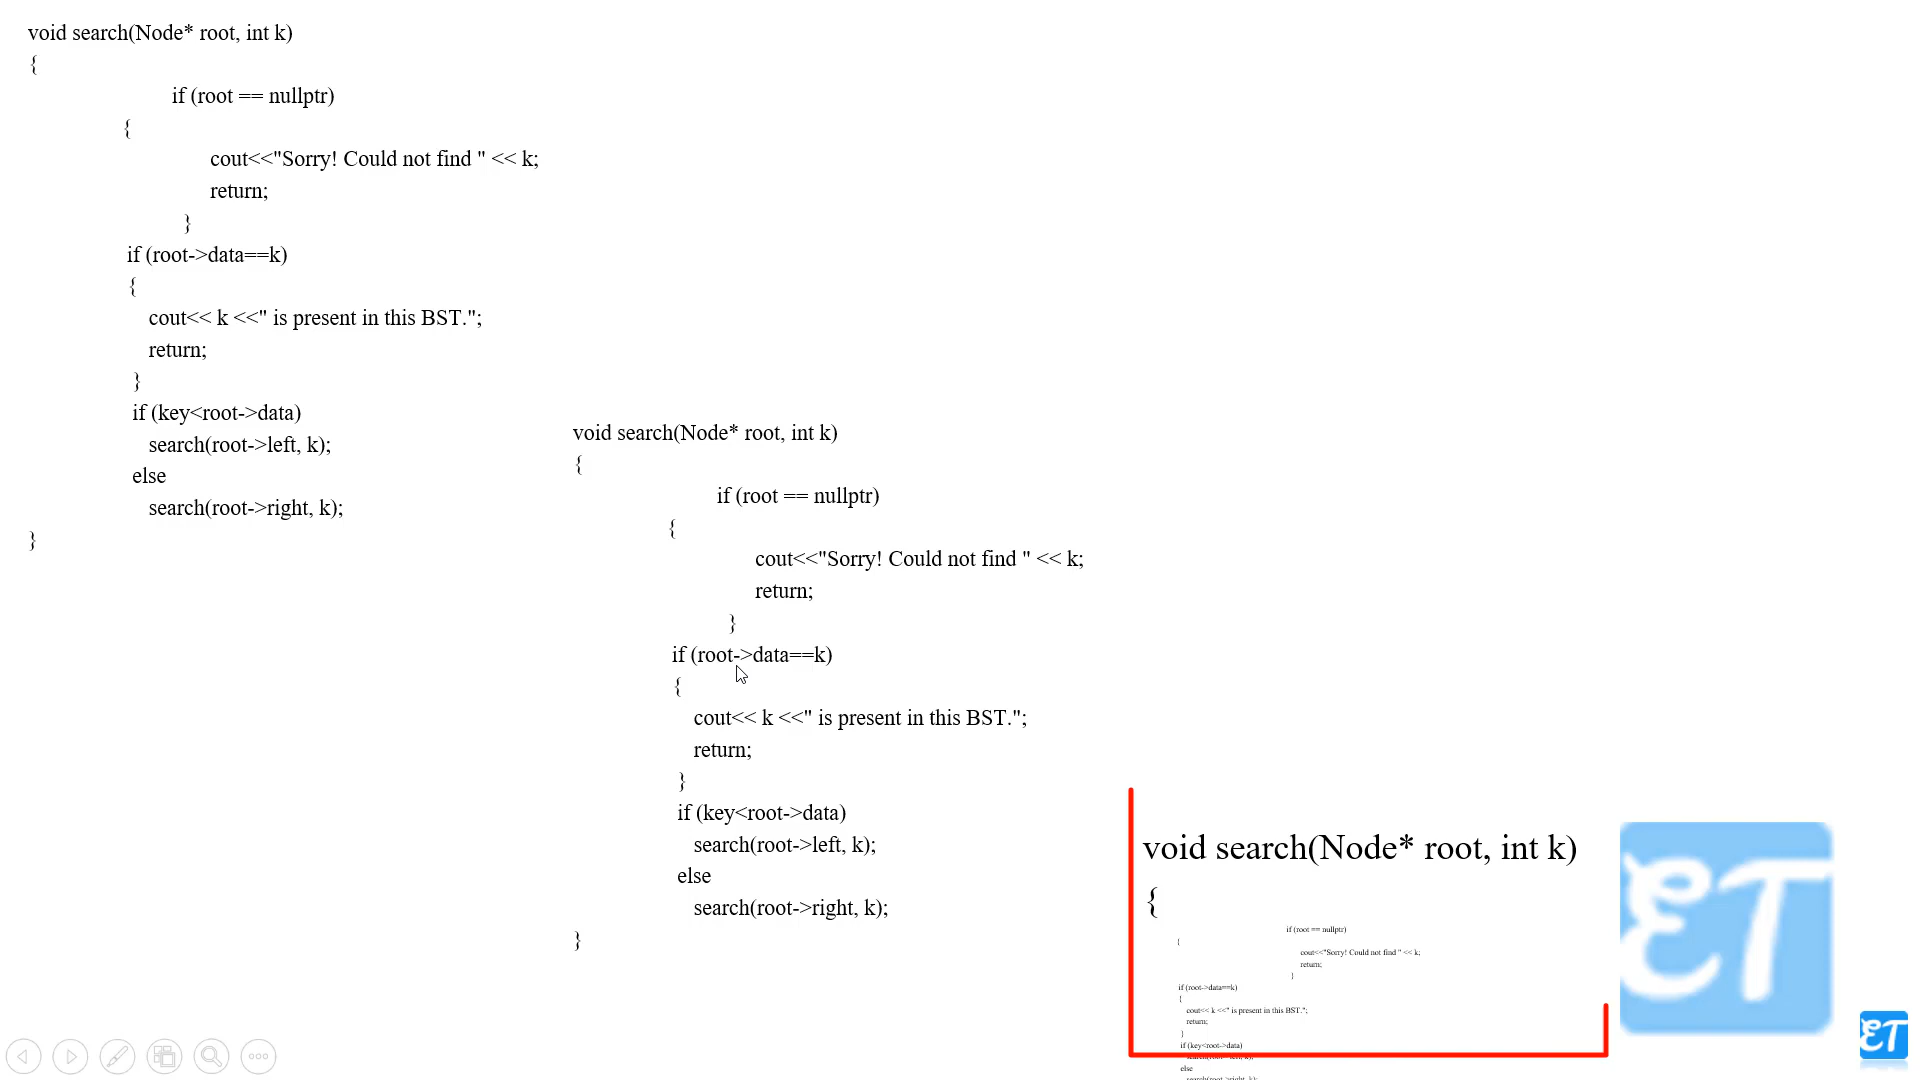 void search(Node* root, int k)
{
if (root == nullptr)
{
cout<<"Sorry! Could not find " << k;
return;
}
if (root->data==k)
{
cout<< k <<" is present in this BST.";
return;
}
if (key<root->data)
search(root->left, k);
else
search(root->right, k);
}
void search(Node* root, int k)
{
if (root == nullptr)
{
cout<<"Sorry! Could not find " << k;
return;
}
if (root->data==k)
{
cout<< k <<" is present in this BST.";
return;
}
if (key<root->data)
search(root->left, k);
else
search(root->right, k);
}
void search(Node* root, int k)
{
if (root == nullptr)
{
cout<<"Sorry! Could not find " << k;
return;
}
if (root->data==k)
{
cout<< k <<" is present in this BST.";
return;
}
if (key<root->data)
else
ET
ET